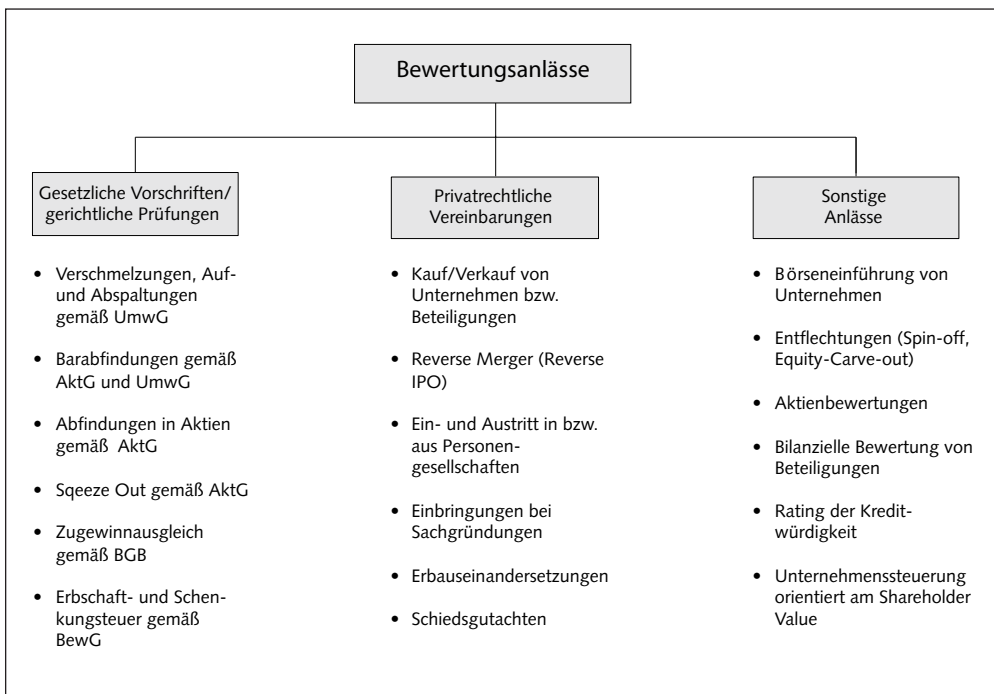 Bewertungsanlässe
Gesetzliche Vorschriften/
gerichtliche Prüfungen
• Verschmelzungen, Auf-
und Abspaltungen
gemäß UmwG
• Barabfindungen gemäß
AktG und UmwG
• Abfindungen in Aktien
gemäß AktG
• Sqeeze Out gemäß AktG
• Zugewinnausgleich
gemäß BGB
• Erbschaft- und Schen-
kungsteuer gemäß
BewG
Privatrechtliche
Vereinbarungen
• Kauf/Verkauf von
Unternehmen bzw.
Beteiligungen
• Reverse Merger (Reverse
IPO)
• Ein- und Austritt in bzw.
aus Personen-
gesellschaften
• Einbringungen bei
Sachgründungen
• Erbauseinandersetzungen
• Schiedsgutachten
Sonstige
Anlässe
• Börseneinführung von
Unternehmen
• Entflechtungen (Spin-off,
Equity-Carve-out)
• Aktienbewertungen
• Bilanzielle Bewertung von
Beteiligungen
• Rating der Kredit-
würdigkeit
• Unternehmenssteuerung
orientiert am Shareholder
Value